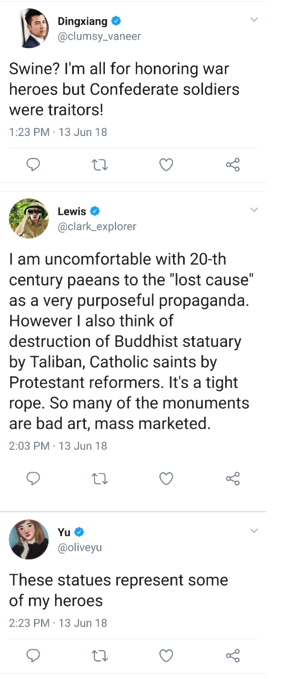 Dingxiang
@clumsy_vaneer
Swine? I'm all for honoring war
heroes but Confederate soldiers
were traitors!
1:23 PM · 13 Jun 18
Lewis
@clark_explorer
I am uncomfortable with 20-th
century paeans to the "lost cause"
as a very purposeful propaganda.
However I also think of
destruction of Buddhist statuary
by Taliban, Catholic saints by
Protestant reformers. It's a tight
rope. So many of the monuments
are bad art, mass marketed.
2:03 PM · 13 Jun 18
Yu
@oliveyu
These statues represent some
of my heroes
2:23 PM · 13 Jun 18